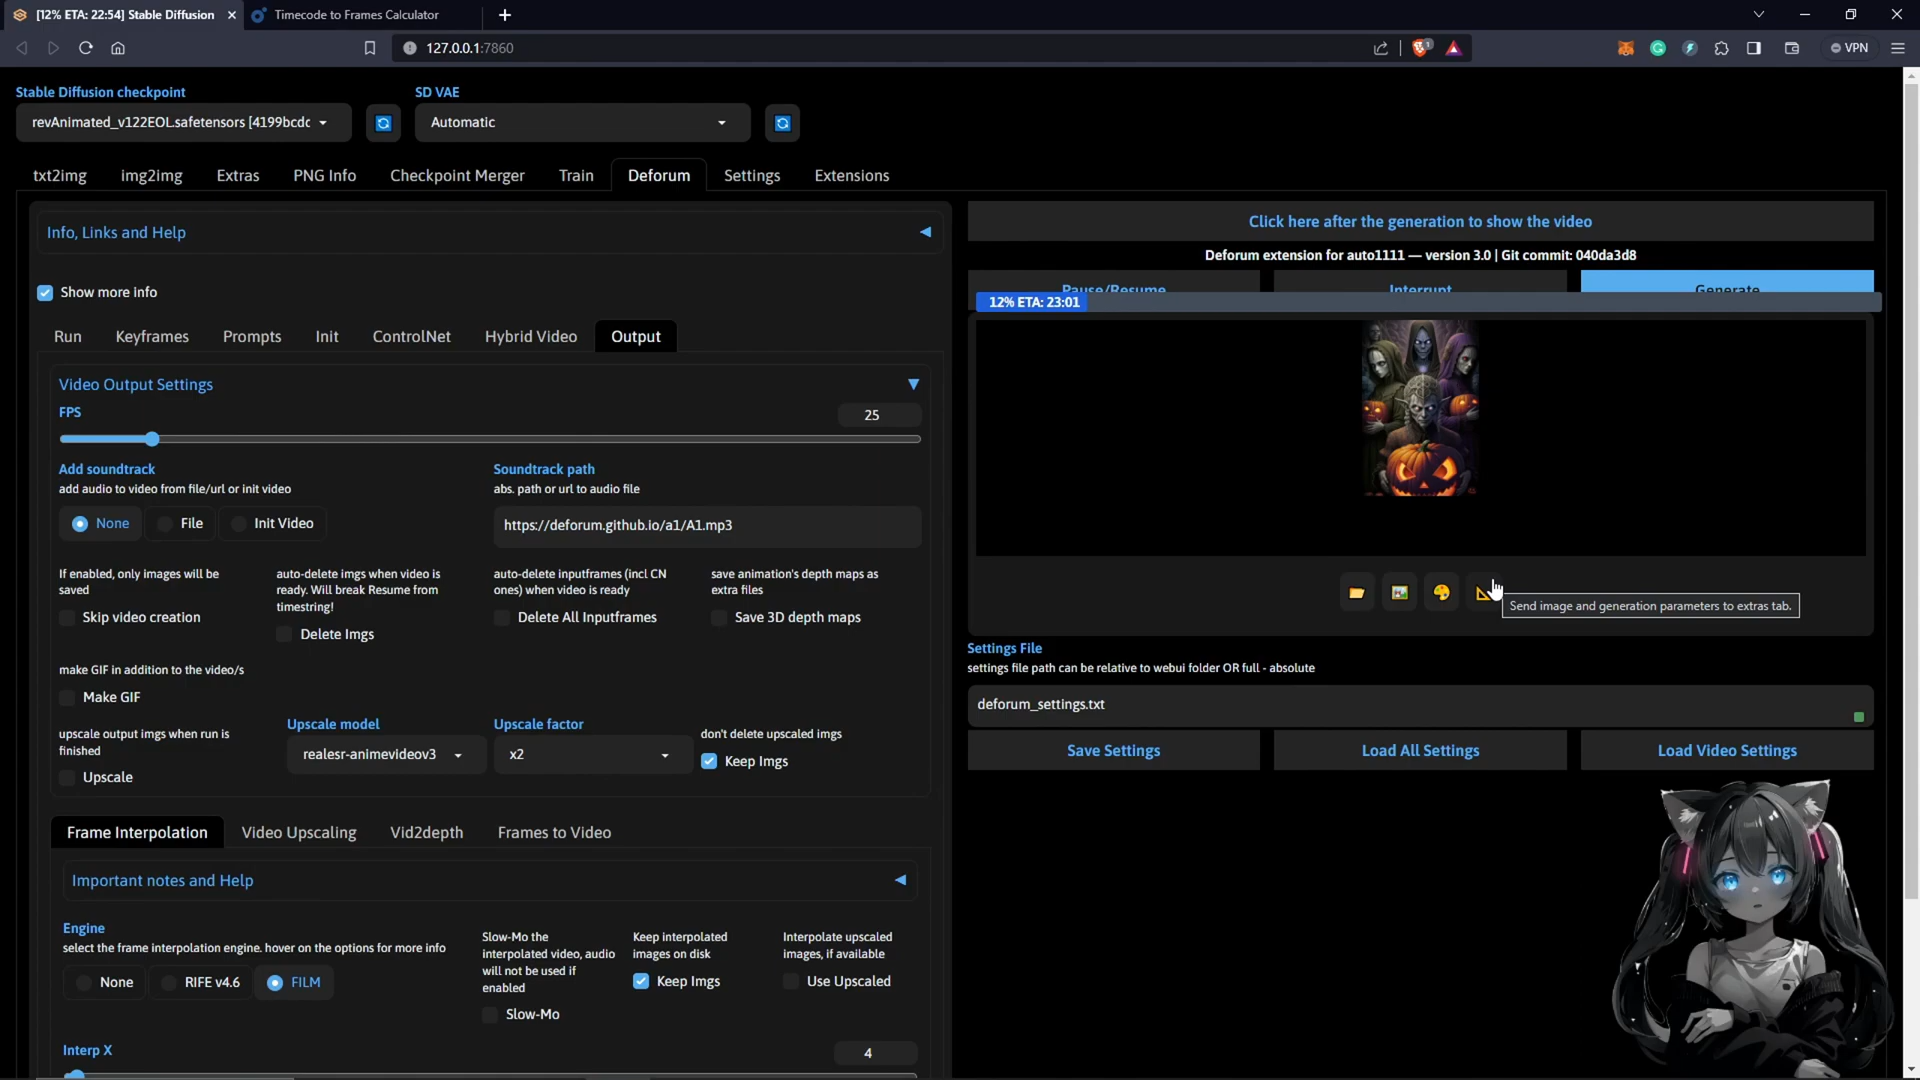 [12% ETA: 22:54] Stable Diffusion
Timecode to Frames Calculator
127.0.0.1:7860
1
VPN
Stable Diffusion checkpoint
SD VAE
revAnimated_v122EOL.safetensors [4199bcdc
Automatic
txt2img
img2img
Extras
PNG Info
Checkpoint Merger
Train
Deforum
Settings
Extensions
Info, Links and Help
Show more info
Run
Keyframes
Prompts
Init
ControlNet
Hybrid Video
Output
Video Output Settings
FPS
25
Add soundtrack
add audio to video from file/url or init video
None
File
Init Video
Soundtrack path
abs. path or url to audio file
https://deforum.github.io/a1/A1.mp3
If enabled, only images will be
saved
Skip video creation
auto-delete imgs when video is
ready. Will break Resume from
timestring!
Delete Imgs
auto-delete inputframes (incl CN
ones) when video is ready
Delete All Inputframes
save animation's depth maps as
extra files
Save 3D depth maps
make GIF in addition to the video/s
Make GIF
upscale output imgs when run is
finished
Upscale
Upscale model
realesr-animevideov3
Upscale factor
x2
don't delete upscaled imgs
Keep Imgs
Frame Interpolation
Video Upscaling
Vid2depth
Frames to Video
Important notes and Help
Engine
select the frame interpolation engine. hover on the options for more info
None
RIFE v4.6
FILM
Slow-Mo the
interpolated video, audio
will not be used if
enabled
Slow-Mo
Keep interpolated
images on disk
Keep Imgs
Interpolate upscaled
images, if available
Use Upscaled
Interp X
4
Click here after the generation to show the video
Deforum extension for auto1111 — version 3.0 | Git commit: 040da3d8
Pause/Resume
Interrupt
Generate
12% ETA: 23:01
Send image and generation parameters to extras tab.
Settings File
settings file path can be relative to webui folder OR full - absolute
deforum_settings.txt
Save Settings
Load All Settings
Load Video Settings